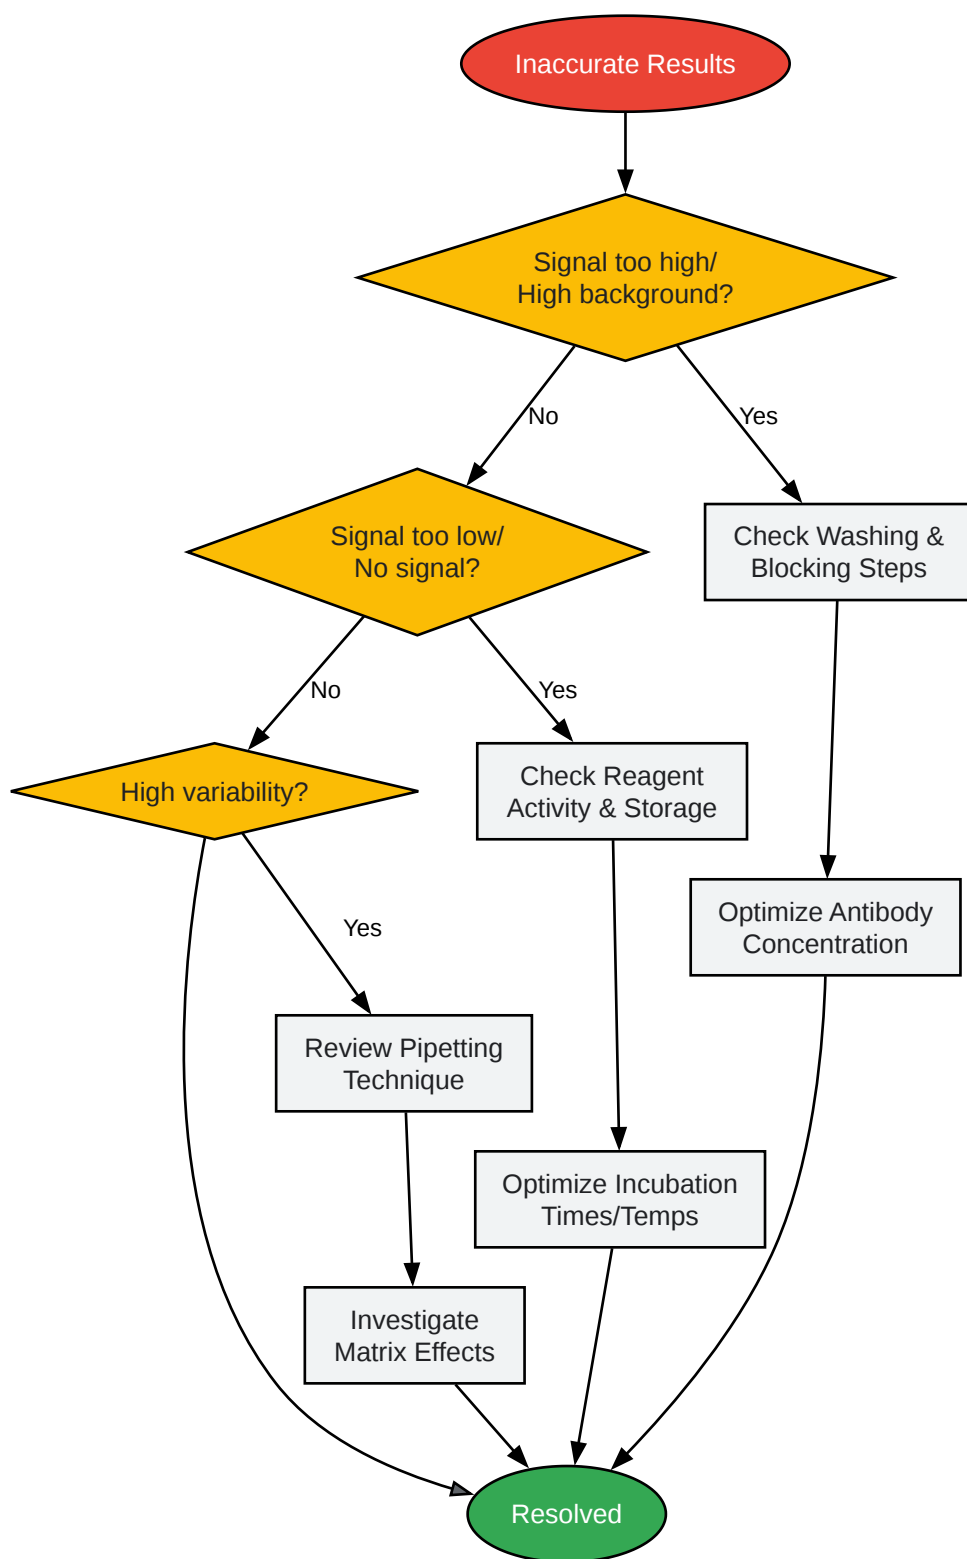 Inaccurate Results
Signal too high/
High background?
No
Yes
Signal too low/
No signal?
Check Washing &
Blocking Steps
No
Yes
High variability?
Check Reagent
Activity & Storage
Yes
Optimize Antibody
Concentration
Review Pipetting
Technique
Optimize Incubation
Times/Temps
Investigate
Matrix Effects
Resolved